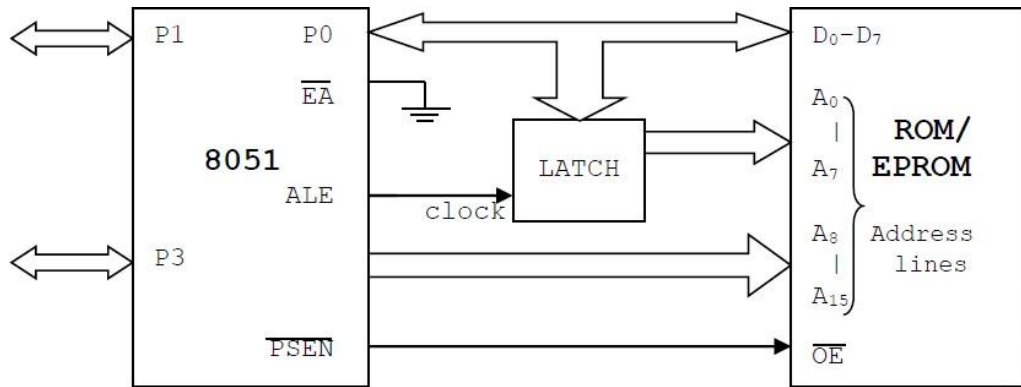 P1
P0
EA
8051
ALE
clock
P3
PSEN
LATCH
D₀-D₇
A₀
|
A₇
A₈
|
A₁₅
ROM/
EPROM
Address
lines
OE